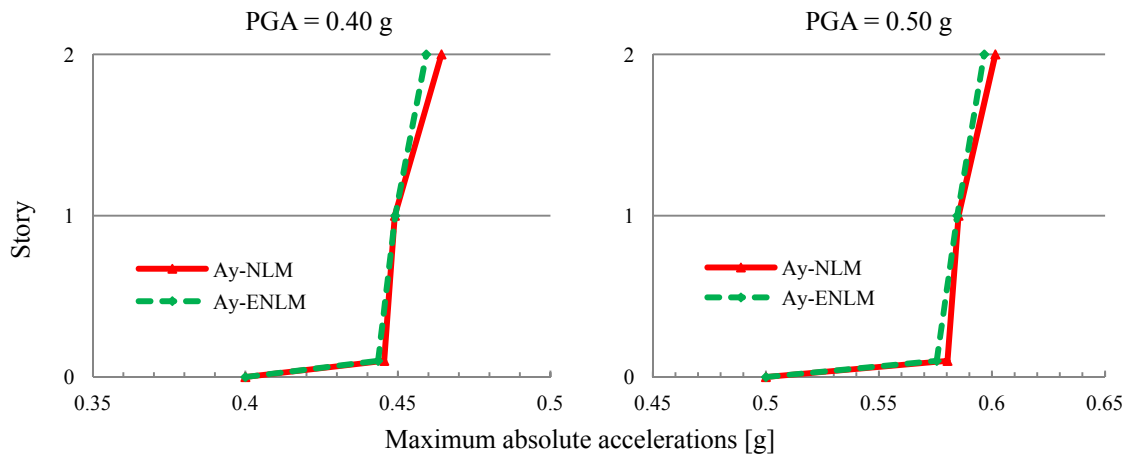 PGA = 0.40 g
PGA = 0.50 g
Story
2
1
0
Ay-NLM
Ay-ENLM
0.35 0.4 0.45 0.5
2
1
0
Ay-NLM
Ay-ENLM
0.45 0.5 0.55 0.6 0.65
Maximum absolute accelerations [g]